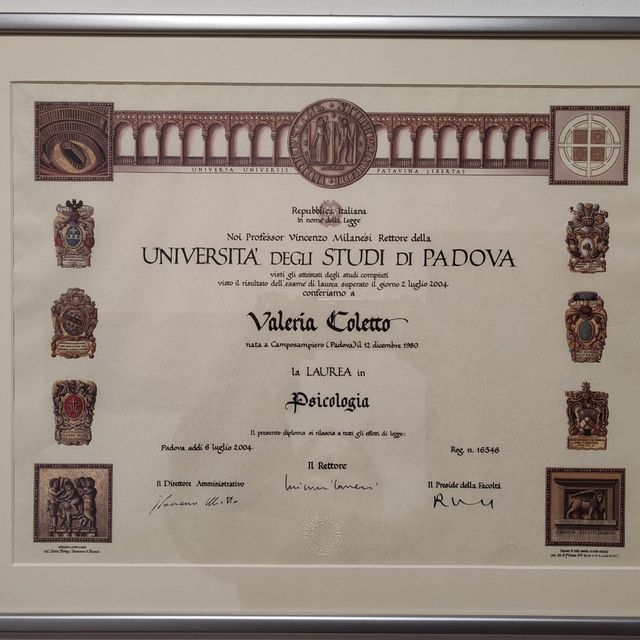 UNIVERSA UNIVERSIS PATAVINA LIBERTAS
Repubblica Italiana
In nome della Legge
Noi Professor Vincenzo Milanesi Rettore della
UNIVERSITA' DEGLI STUDI DI PADOVA
visti gli attestati degli studi compiuti
visto il risultato dell'esame di laurea superato il giorno 2 luglio 2004
conferiamo a
Valeria Coletto
nata a Camposampiero (Padova) il 12 dicembre 1980
la LAUREA in
Psicologia
Il presente diploma si rilascia a tutti gli effetti di legge.
Padova addì 6 luglio 2004
Reg. n. 16348
Il Direttore Amministrativo
Il Rettore
Il Preside della Facoltà